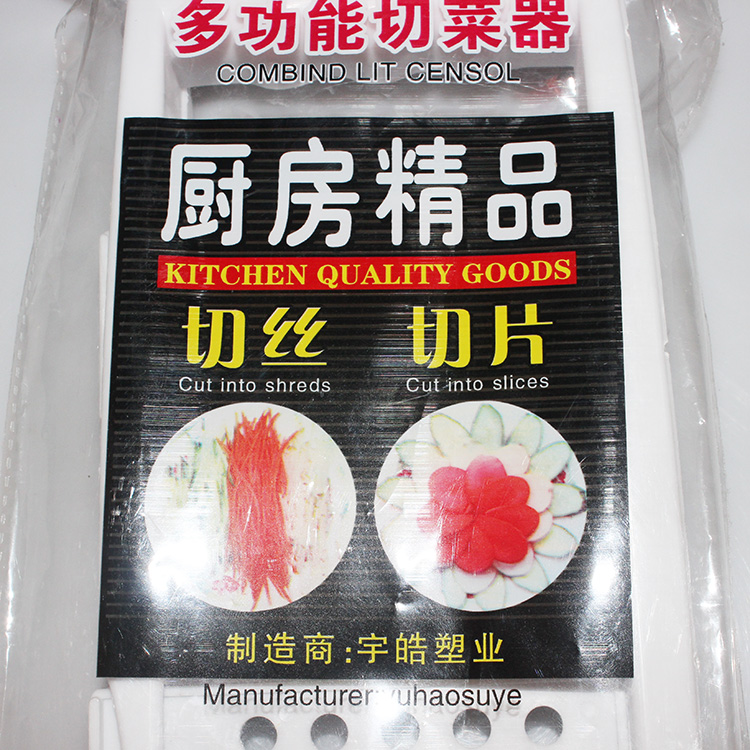 多功能切菜器
COMBIND LIT CENSOL
厨房精品
KITCHEN QUALITY GOODS
切丝 切片
Cut into shreds Cut into slices
制造商:宇皓塑业
Manufacturer:yuhaosuye